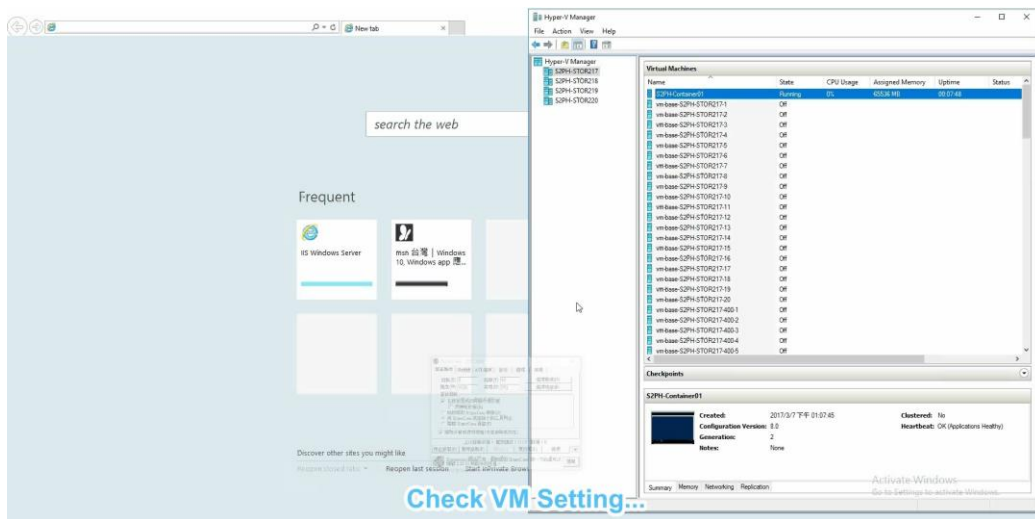 New tab
search the web
Frequent
IIS Windows Server
msn 台灣 | Windows 10, Windows app 應...
Discover other sites you might like
Reopen closed tabs
Reopen last session
Start InPrivate Brows
Hyper-V Manager
File Action View Help
Hyper-V Manager
S2PH-STOR217
S2PH-STOR218
S2PH-STOR219
S2PH-STOR220
Virtual Machines
Name State CPU Usage Assigned Memory Uptime Status
S2PH-Container01 Running 0% 65536 MB 00:07:48
vm-base-S2PH-STOR217-1 Off
vm-base-S2PH-STOR217-2 Off
vm-base-S2PH-STOR217-3 Off
vm-base-S2PH-STOR217-4 Off
vm-base-S2PH-STOR217-5 Off
vm-base-S2PH-STOR217-6 Off
vm-base-S2PH-STOR217-7 Off
vm-base-S2PH-STOR217-8 Off
vm-base-S2PH-STOR217-9 Off
vm-base-S2PH-STOR217-10 Off
vm-base-S2PH-STOR217-11 Off
vm-base-S2PH-STOR217-12 Off
vm-base-S2PH-STOR217-13 Off
vm-base-S2PH-STOR217-14 Off
vm-base-S2PH-STOR217-15 Off
vm-base-S2PH-STOR217-16 Off
vm-base-S2PH-STOR217-17 Off
vm-base-S2PH-STOR217-18 Off
vm-base-S2PH-STOR217-19 Off
vm-base-S2PH-STOR217-20 Off
vm-base-S2PH-STOR217-400-1 Off
vm-base-S2PH-STOR217-400-2 Off
vm-base-S2PH-STOR217-400-3 Off
vm-base-S2PH-STOR217-400-4 Off
vm-base-S2PH-STOR217-400-5 Off
Checkpoints
S2PH-Container01
Created: 2017/3/7 下午 01:07:45 Clustered: No
Configuration Version: 8.0 Heartbeat: OK (Applications Healthy)
Generation: 2
Notes: None
Summary Memory Networking Replication
Activate Windows
Go to Settings to activate Windows.
Check VM Setting...